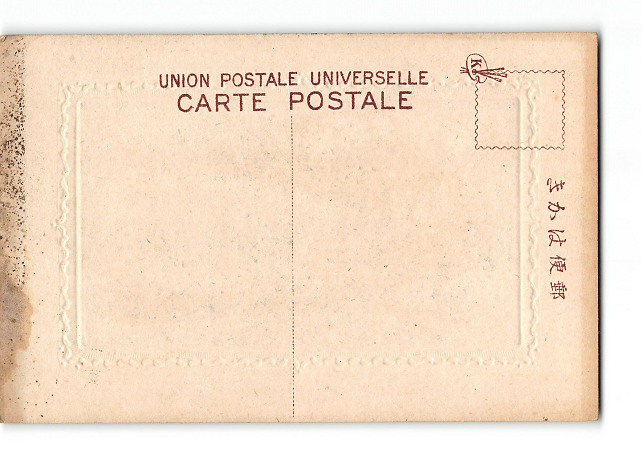 UNION POSTALE UNIVERSELLE
CARTE POSTALE
K
郵便はかき